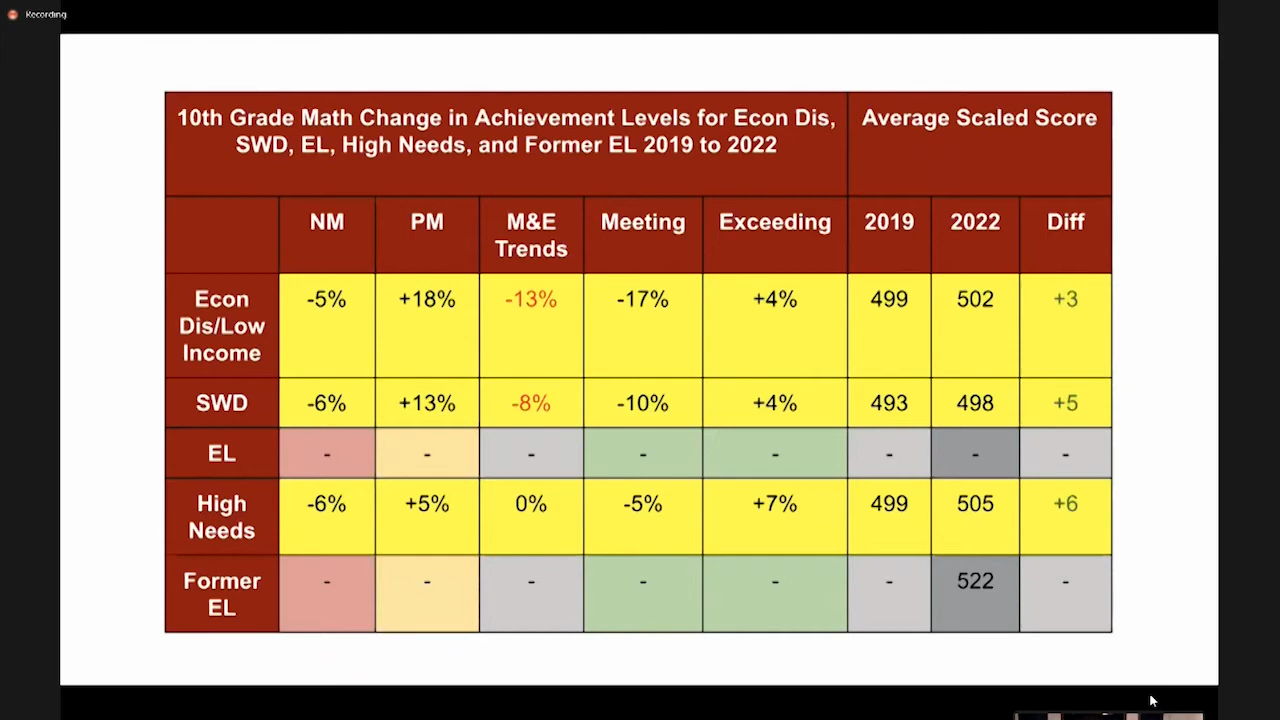 Recording
10th Grade Math Change in Achievement Levels for Econ Dis,
SWD, EL, High Needs, and Former EL 2019 to 2022
Average Scaled Score
NM PM M&E Trends Meeting Exceeding 2019 2022 Diff
Econ Dis/Low Income -5% +18% -13% -17% +4% 499 502 +3
SWD -6% +13% -8% -10% +4% 493 498 +5
EL - - - - - - - -
High Needs -6% +5% 0% -5% +7% 499 505 +6
Former EL - - - - - - 522 -